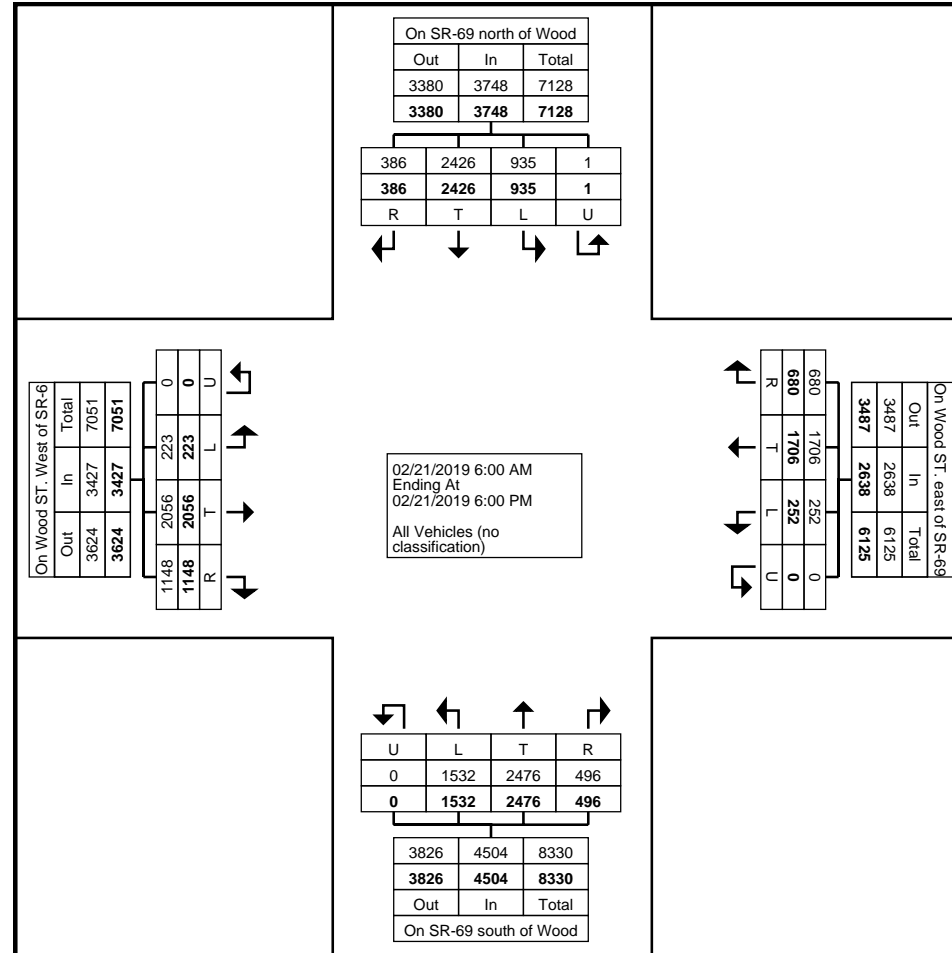 On SR-69 north of Wood
Out In Total
3380 3748 7128
3380 3748 7128
386 2426 935 1
386 2426 935 1
R T L U
On Wood ST. West of SR-6
Total In Out
7051 3427 3624
7051 3427 3624
0 223 2056 1148
0 223 2056 1148
U L T R
02/21/2019 6:00 AM
Ending At
02/21/2019 6:00 PM
All Vehicles (no
classification)
On Wood ST. east of SR-69
Out In Total
3487 2638 6125
3487 2638 6125
680 1706 252 0
680 1706 252 0
R T L U
U L T R
0 1532 2476 496
0 1532 2476 496
3826 4504 8330
3826 4504 8330
Out In Total
On SR-69 south of Wood